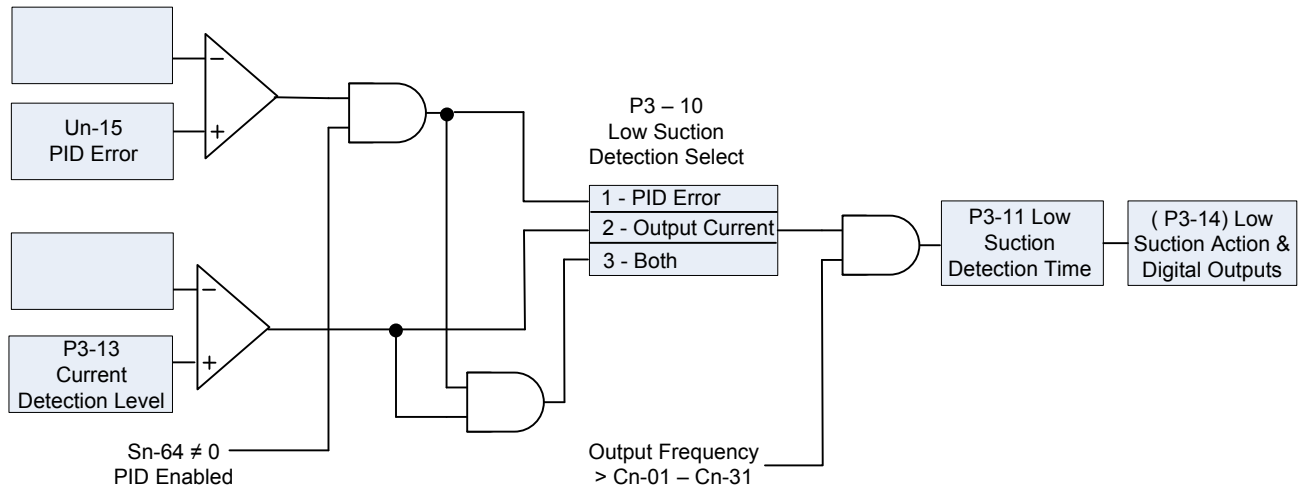 −
Un-15
PID Error
+
P3 – 10
Low Suction
Detection Select
1 - PID Error
2 - Output Current
3 - Both
P3-11 Low
Suction
Detection Time
( P3-14) Low
Suction Action &
Digital Outputs
−
P3-13
Current
Detection Level
+
Sn-64 ≠ 0
PID Enabled
Output Frequency
> Cn-01 – Cn-31